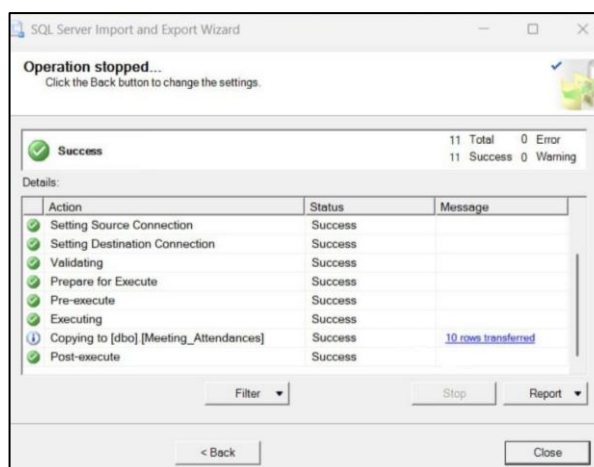 SQL Server Import and Export Wizard
Operation stopped...
Click the Back button to change the settings.
Success
11 Total 0 Error
11 Success 0 Warning
Details:
Action Status Message
Setting Source Connection Success
Setting Destination Connection Success
Validating Success
Prepare for Execute Success
Pre-execute Success
Executing Success
Copying to [dbo].[Meeting_Attendances] Success 10 rows transferred
Post-execute Success
Filter Stop Report
< Back Close